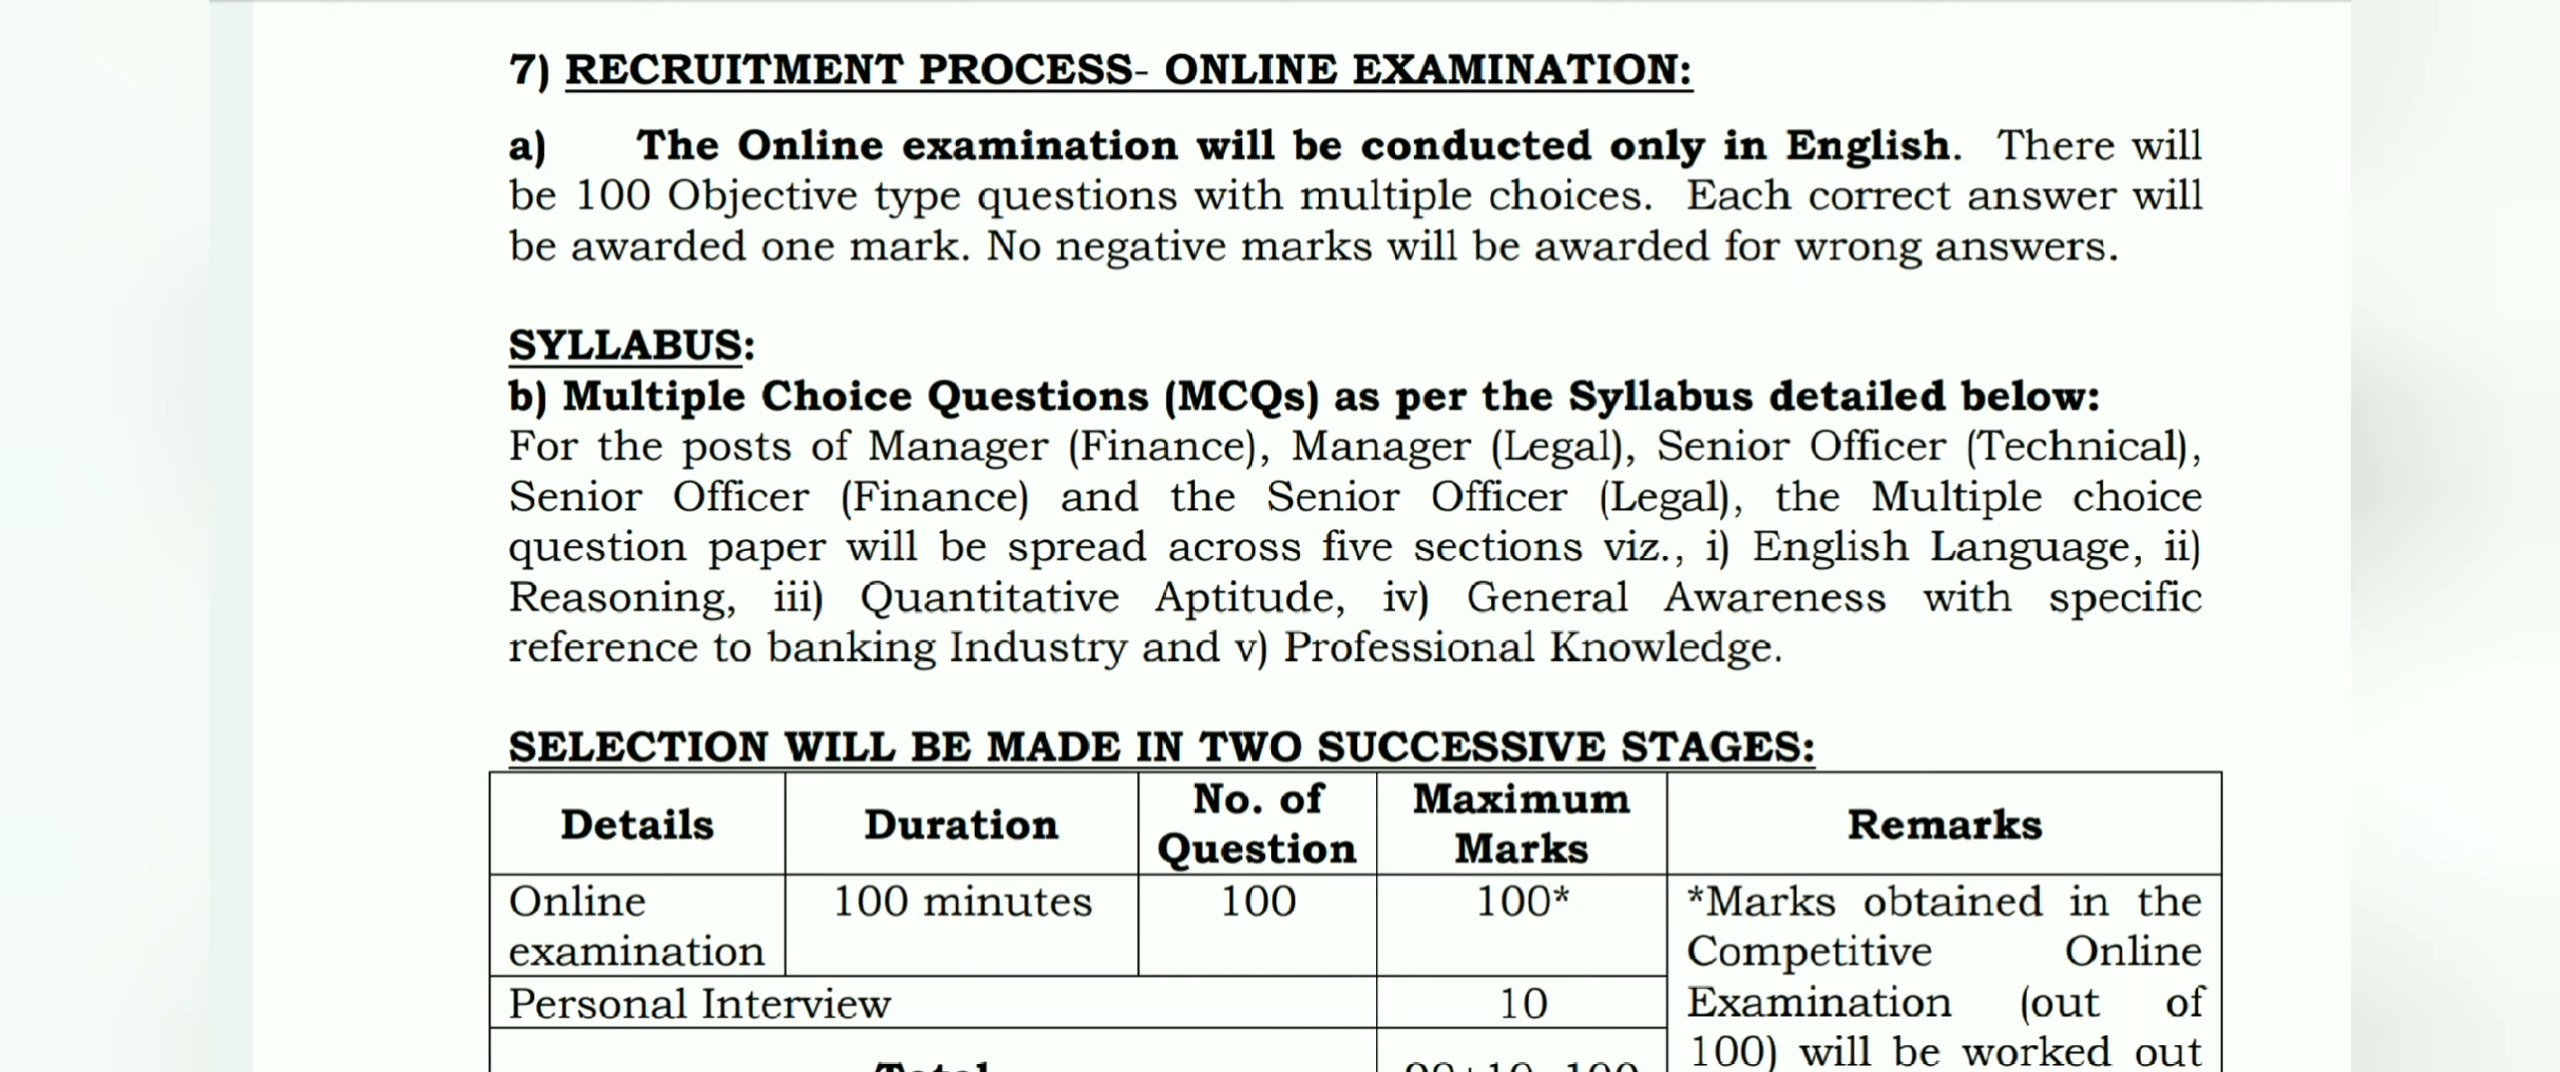 7) RECRUITMENT PROCESS- ONLINE EXAMINATION:
a) The Online examination will be conducted only in English. There will
be 100 Objective type questions with multiple choices. Each correct answer will
be awarded one mark. No negative marks will be awarded for wrong answers.
SYLLABUS:
b) Multiple Choice Questions (MCQs) as per the Syllabus detailed below:
For the posts of Manager (Finance), Manager (Legal), Senior Officer (Technical),
Senior Officer (Finance) and the Senior Officer (Legal), the Multiple choice
question paper will be spread across five sections viz., i) English Language, ii)
Reasoning, iii) Quantitative Aptitude, iv) General Awareness with specific
reference to banking Industry and v) Professional Knowledge.
SELECTION WILL BE MADE IN TWO SUCCESSIVE STAGES:
Details Duration No. of Question Maximum Marks Remarks
Online examination 100 minutes 100 100* *Marks obtained in the
Competitive Online
Personal Interview 10 Examination (out of
100) will be worked out